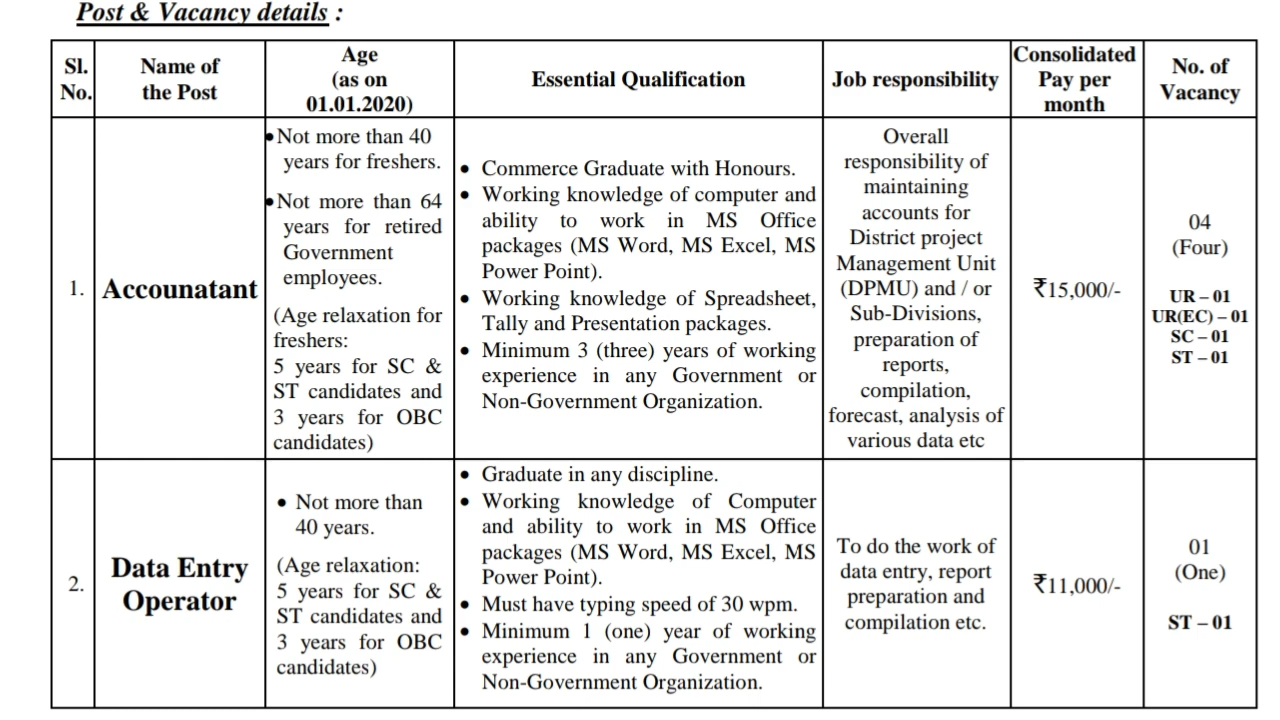 Post & Vacancy details :
Sl.
No.
Name of
the Post
Age
(as on
01.01.2020)
Essential Qualification
Job responsibility
Consolidated
Pay per
month
No. of
Vacancy
1.
Accounatant
•Not more than 40
years for freshers.
•Not more than 64
years for retired
Government
employees.
(Age relaxation for
freshers:
5 years for SC &
ST candidates and
3 years for OBC
candidates)
• Commerce Graduate with Honours.
• Working knowledge of computer and
ability to work in MS Office
packages (MS Word, MS Excel, MS
Power Point).
• Working knowledge of Spreadsheet,
Tally and Presentation packages.
• Minimum 3 (three) years of working
experience in any Government or
Non-Government Organization.
Overall
responsibility of
maintaining
accounts for
District project
Management Unit
(DPMU) and / or
Sub-Divisions,
preparation of
reports,
compilation,
forecast, analysis of
various data etc
₹15,000/-
04
(Four)
UR – 01
UR(EC) – 01
SC – 01
ST – 01
2.
Data Entry
Operator
• Not more than
40 years.
(Age relaxation:
5 years for SC &
ST candidates and
3 years for OBC
candidates)
• Graduate in any discipline.
• Working knowledge of Computer
and ability to work in MS Office
packages (MS Word, MS Excel, MS
Power Point).
• Must have typing speed of 30 wpm.
• Minimum 1 (one) year of working
experience in any Government or
Non-Government Organization.
To do the work of
data entry, report
preparation and
compilation etc.
₹11,000/-
01
(One)
ST – 01